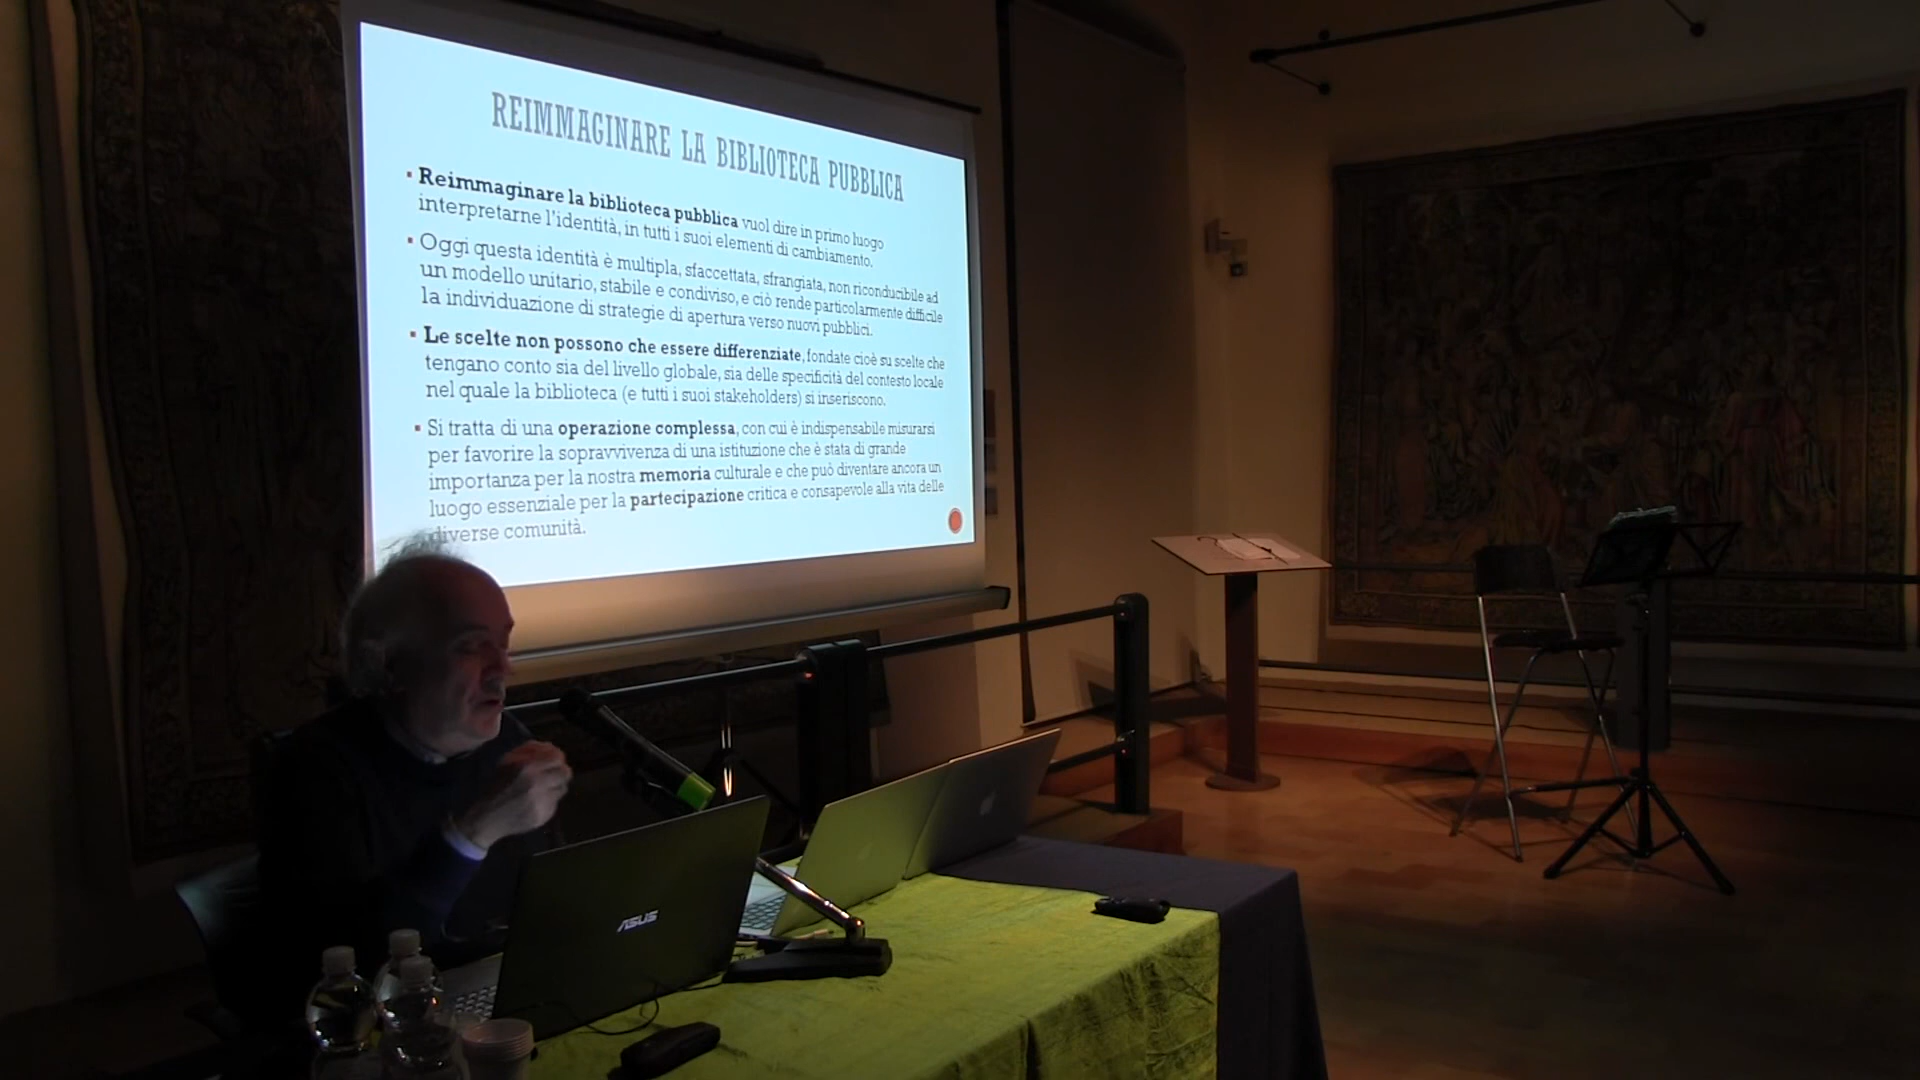 REIMMAGINARE LA BIBLIOTECA PUBBLICA
▪ Reimmaginare la biblioteca pubblica vuol dire in primo luogo
interpretarne l'identità, in tutti i suoi elementi di cambiamento.
▪ Oggi questa identità è multipla, sfaccettata, sfrangiata, non riconducibile ad
un modello unitario, stabile e condiviso, e ciò rende particolarmente difficile
la individuazione di strategie di apertura verso nuovi pubblici.
▪ Le scelte non possono che essere differenziate, fondate cioè su scelte che
tengano conto sia del livello globale, sia delle specificità del contesto locale
nel quale la biblioteca (e tutti i suoi stakeholders) si inseriscono.
▪ Si tratta di una operazione complessa, con cui è indispensabile misurarsi
per favorire la sopravvivenza di una istituzione che è stata di grande
importanza per la nostra memoria culturale e che può diventare ancora un
luogo essenziale per la partecipazione critica e consapevole alla vita delle
diverse comunità.
ASUS